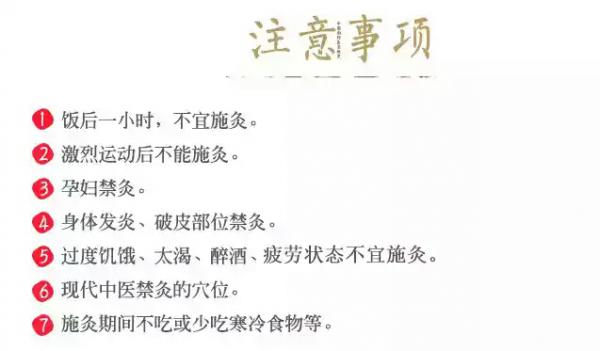 注意事项
1 饭后一小时，不宜施灸。
2 激烈运动后不能施灸。
3 孕妇禁灸。
4 身体发炎、破皮部位禁灸。
5 过度饥饿、太渴、醉酒、疲劳状态不宜施灸。
6 现代中医禁灸的穴位。
7 施灸期间不吃或少吃寒冷食物等。